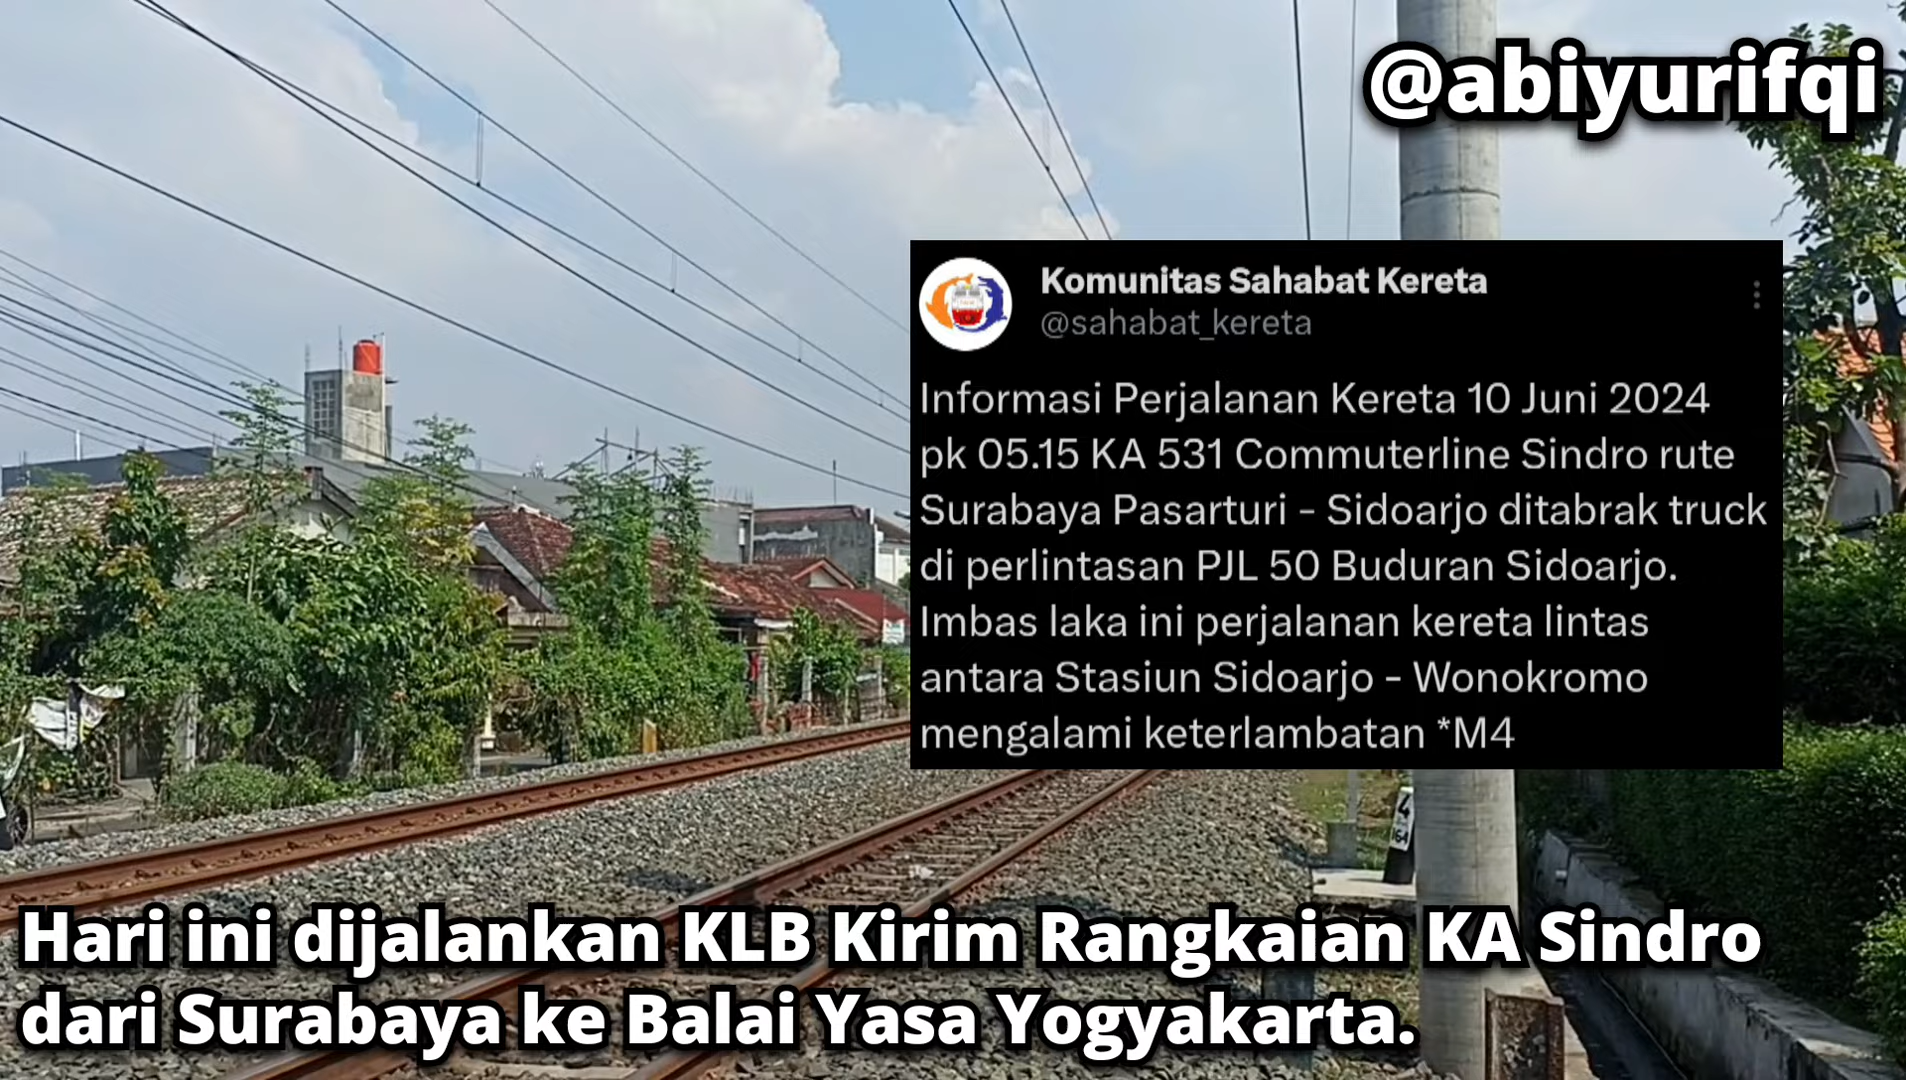 @abiyurifqi
Komunitas Sahabat Kereta
@sahabat_kereta
Informasi Perjalanan Kereta 10 Juni 2024
pk 05.15 KA 531 Commuterline Sindro rute
Surabaya Pasarturi - Sidoarjo ditabrak truck
di perlintasan PJL 50 Buduran Sidoarjo.
Imbas laka ini perjalanan kereta lintas
antara Stasiun Sidoarjo - Wonokromo
mengalami keterlambatan *M4
4
164
Hari ini dijalankan KLB Kirim Rangkaian KA Sindro
dari Surabaya ke Balai Yasa Yogyakarta.